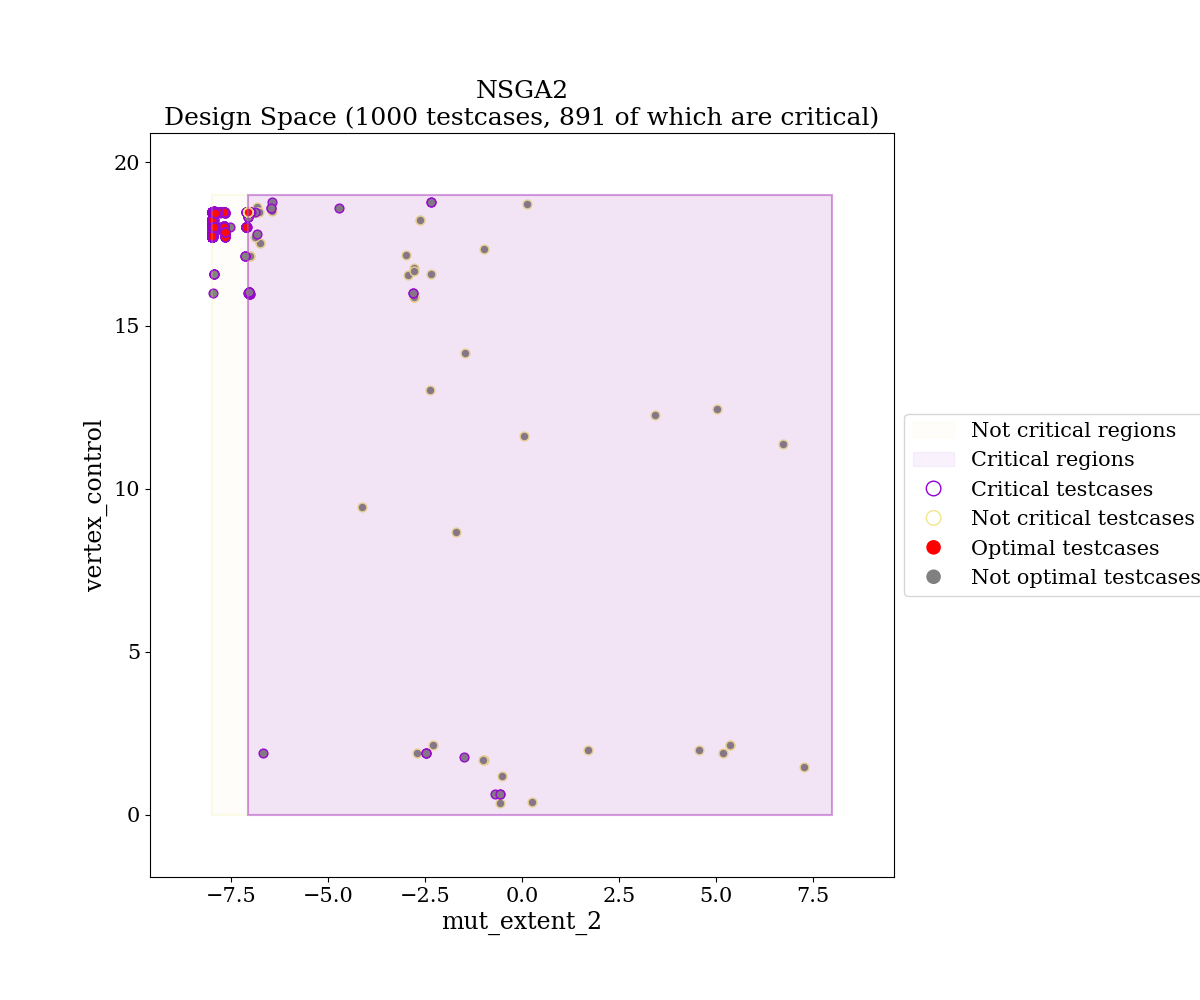 NSGA2
Design Space (1000 testcases, 891 of which are critical)
20
15
10
5
0
vertex_control
−7.5 −5.0 −2.5 0.0 2.5 5.0 7.5
mut_extent_2
Not critical regions
Critical regions
Critical testcases
Not critical testcases
Optimal testcases
Not optimal testcases